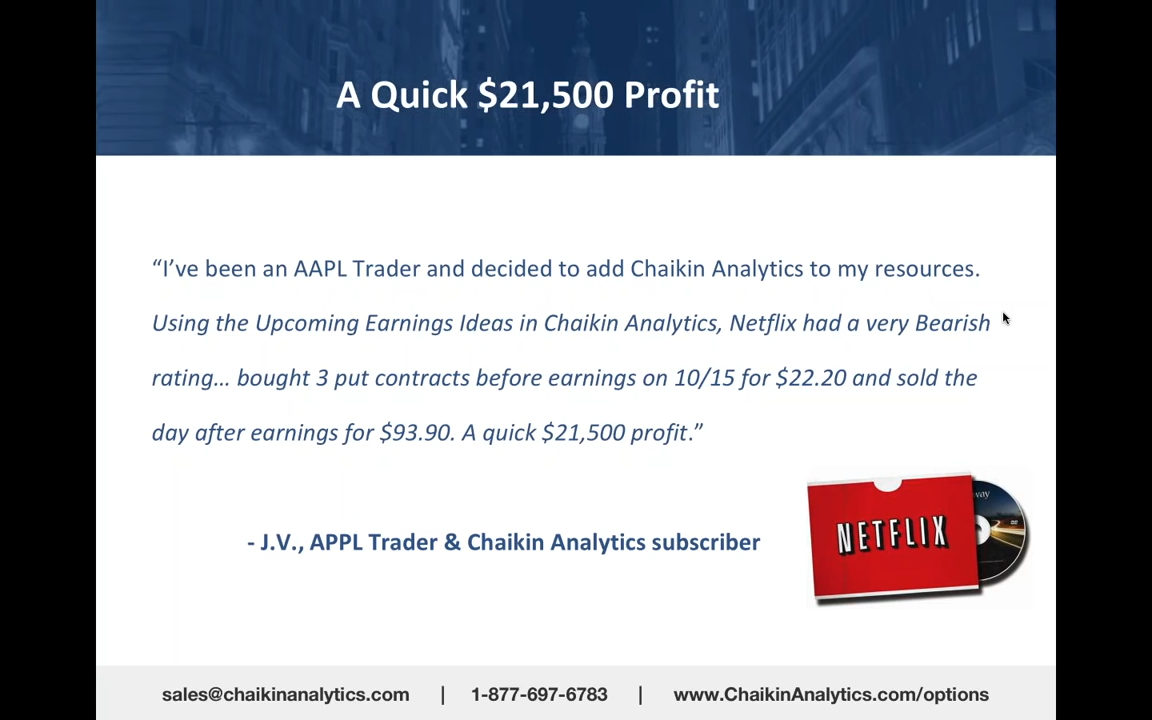 A Quick $21,500 Profit
“I’ve been an AAPL Trader and decided to add Chaikin Analytics to my resources.
Using the Upcoming Earnings Ideas in Chaikin Analytics, Netflix had a very Bearish
rating… bought 3 put contracts before earnings on 10/15 for $22.20 and sold the
day after earnings for $93.90. A quick $21,500 profit.”
- J.V., APPL Trader & Chaikin Analytics subscriber
NETFLIX
way
sales@chaikinanalytics.com | 1-877-697-6783 | www.ChaikinAnalytics.com/options